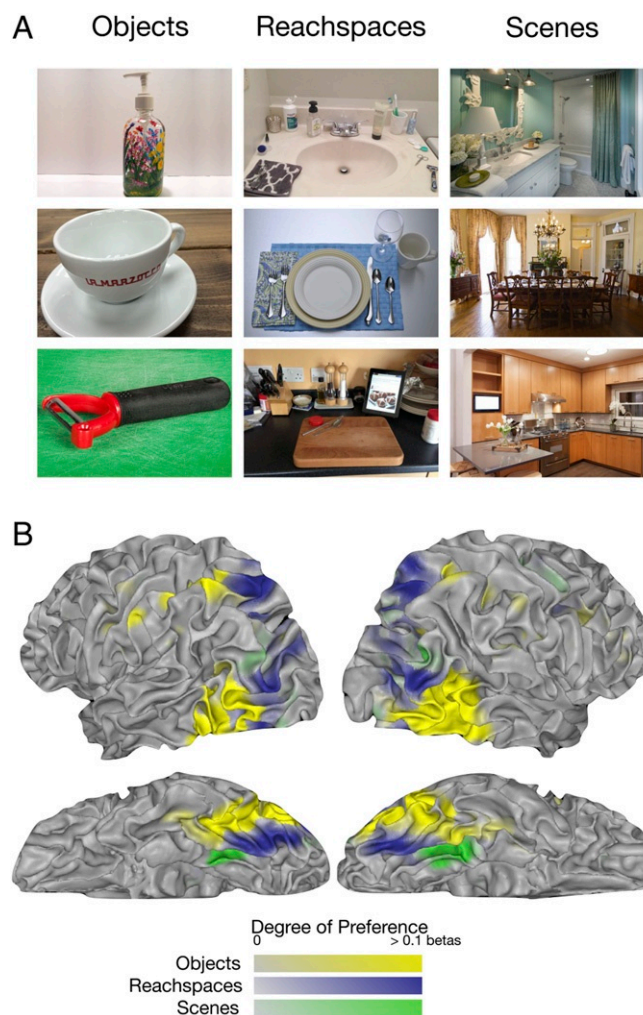 A Objects Reachspaces Scenes
B
Degree of Preference
0 > 0.1 betas
Objects
Reachspaces
Scenes